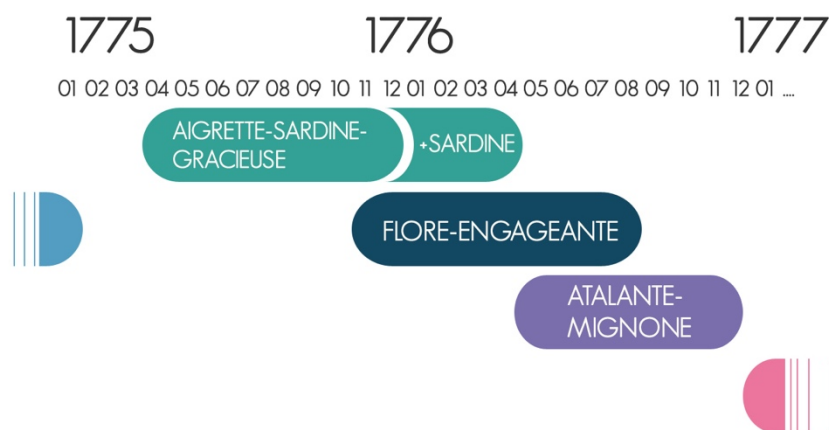 1775 1776 1777
01 02 03 04 05 06 07 08 09 10 11 12 01 02 03 04 05 06 07 08 09 10 11 12 01 ....
AIGRETTE-SARDINE-
GRACIEUSE
+SARDINE
FLORE-ENGAGEANTE
ATALANTE-
MIGNONE